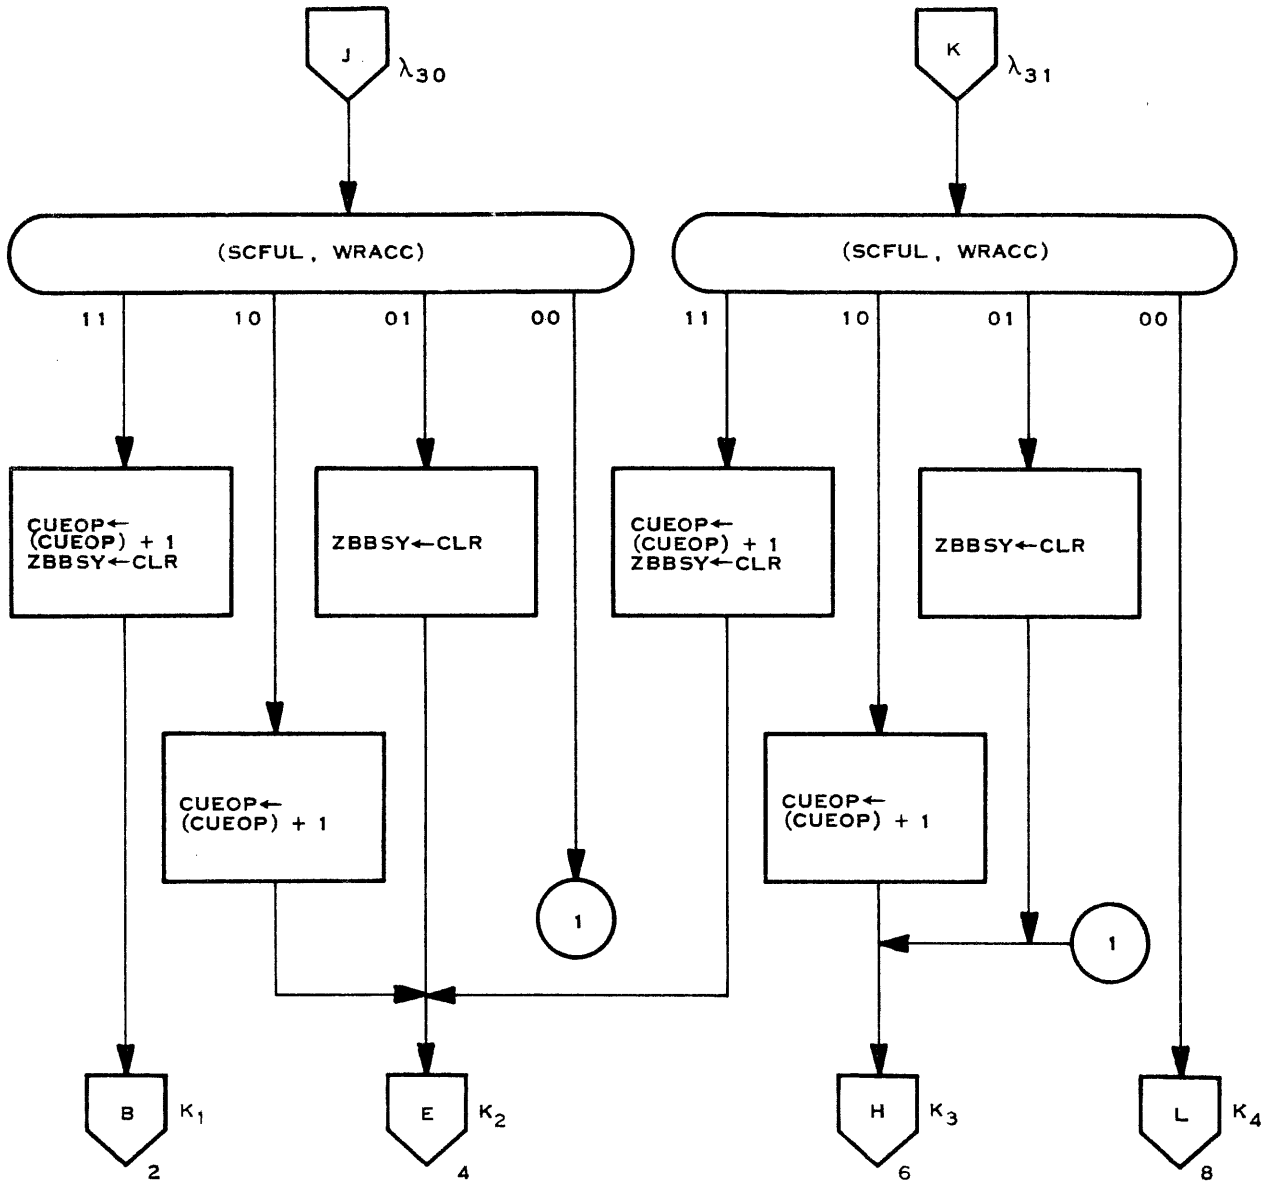 J
λ30
K
λ31
(SCFUL, WRACC)
(SCFUL, WRACC)
11
10
01
00
11
10
01
00
CUEOP←
(CUEOP) + 1
ZBBSY←CLR
ZBBSY←CLR
CUEOP←
(CUEOP) + 1
ZBBSY←CLR
ZBBSY←CLR
CUEOP←
(CUEOP) + 1
CUEOP←
(CUEOP) + 1
1
1
B
K1
2
E
K2
4
H
K3
6
L
K4
8